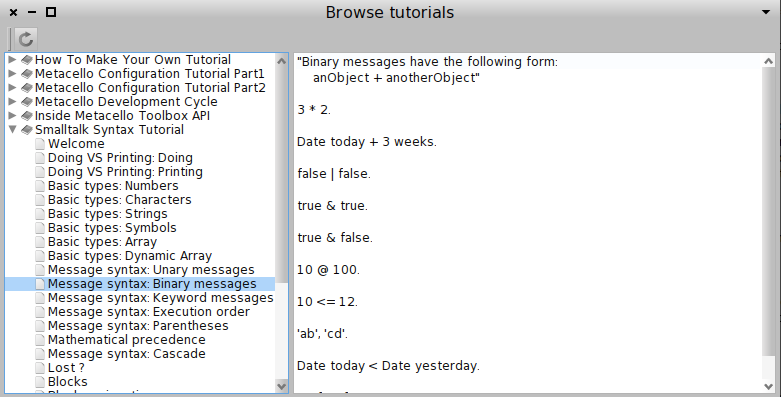 Browse tutorials
How To Make Your Own Tutorial
Metacello Configuration Tutorial Part1
Metacello Configuration Tutorial Part2
Metacello Development Cycle
Inside Metacello Toolbox API
Smalltalk Syntax Tutorial
Welcome
Doing VS Printing: Doing
Doing VS Printing: Printing
Basic types: Numbers
Basic types: Characters
Basic types: Strings
Basic types: Symbols
Basic types: Array
Basic types: Dynamic Array
Message syntax: Unary messages
Message syntax: Binary messages
Message syntax: Keyword messages
Message syntax: Execution order
Message syntax: Parentheses
Mathematical precedence
Message syntax: Cascade
Lost ?
Blocks
"Binary messages have the following form:
anObject + anotherObject"
3 * 2.
Date today + 3 weeks.
false | false.
true & true.
true & false.
10 @ 100.
10 <= 12.
'ab', 'cd'.
Date today < Date yesterday.